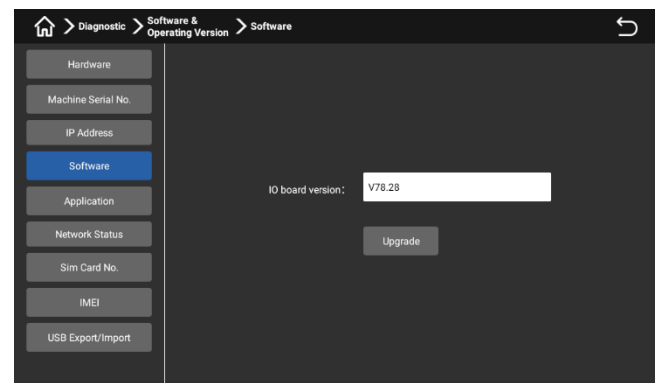 Diagnostic
Software &
Operating Version
Software
Hardware
Machine Serial No.
IP Address
Software
IO board version:
V78.28
Application
Network Status
Upgrade
Sim Card No.
IMEI
USB Export/Import